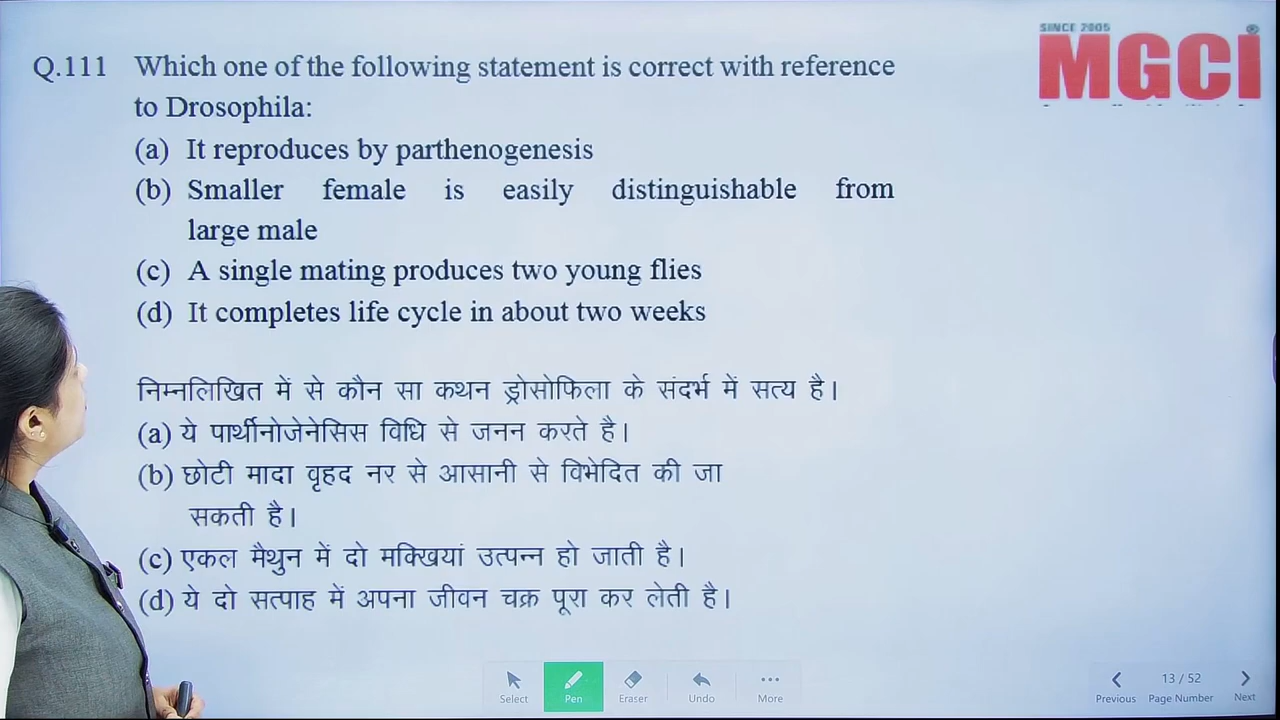 SINCE 2005
MGCI
Q.111 Which one of the following statement is correct with reference
to Drosophila:
(a) It reproduces by parthenogenesis
(b) Smaller female is easily distinguishable from
large male
(c) A single mating produces two young flies
(d) It completes life cycle in about two weeks
निम्नलिखित में से कौन सा कथन ड्रोसोफिला के संदर्भ में सत्य है।
(a) ये पार्थीनोजेनेसिस विधि से जनन करते है।
(b) छोटी मादा वृहद नर से आसानी से विभेदित की जा
सकती है।
(c) एकल मैथुन में दो मक्खियां उत्पन्न हो जाती है।
(d) ये दो सत्पाह में अपना जीवन चक्र पूरा कर लेती है।
Select Pen Eraser Undo More
13 / 52
Previous Page Number Next